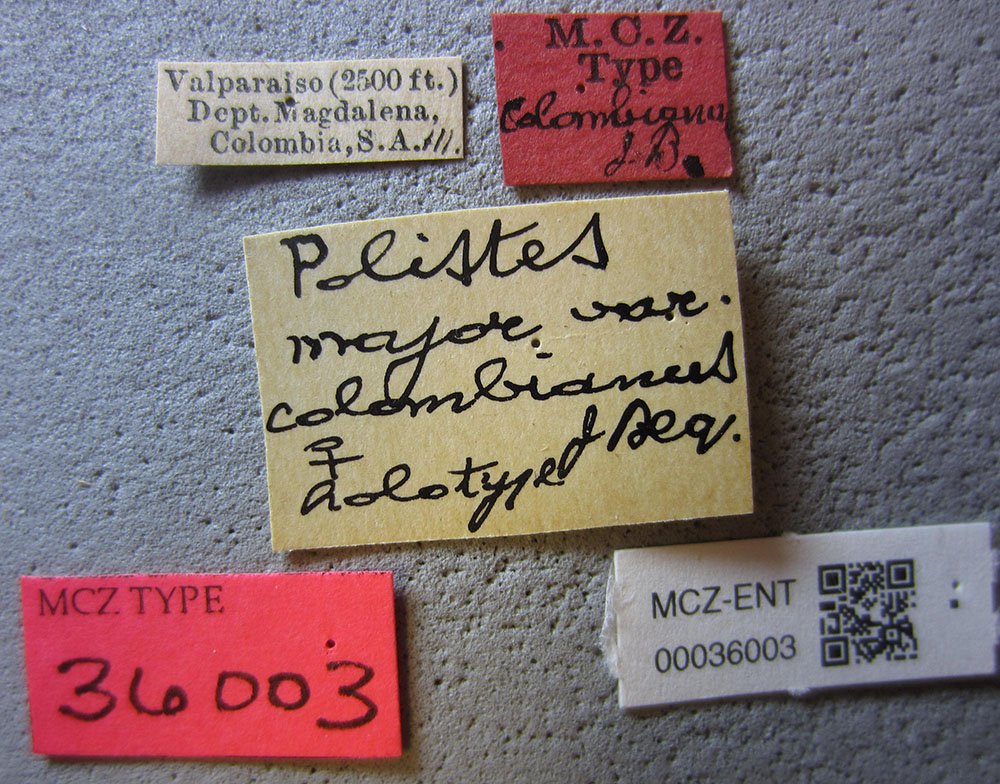 Valparaiso (2500 ft.)
Dept. Magdalena,
Colombia, S.A.
M.C.Z.
Type
Colombiana
J.B.
Polistes
major var.
colombianus
♀ J Beq.
holotype
MCZ TYPE
36003
MCZ-ENT
00036003